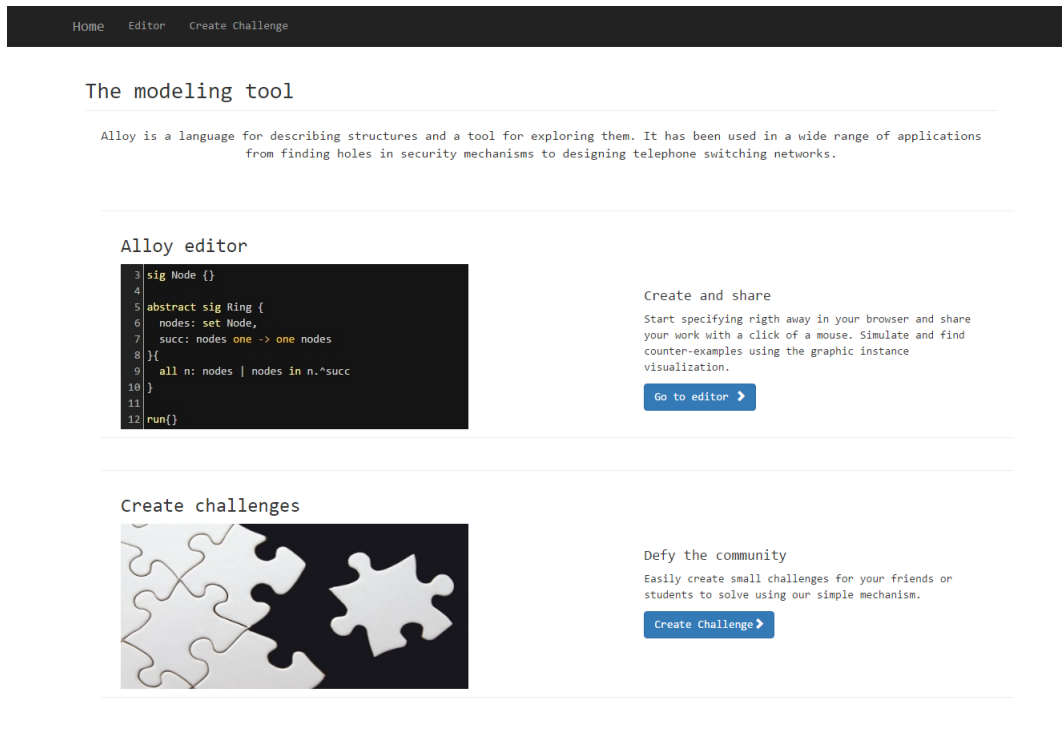 Home Editor Create Challenge
The modeling tool
Alloy is a language for describing structures and a tool for exploring them. It has been used in a wide range of applications
from finding holes in security mechanisms to designing telephone switching networks.
Alloy editor
3 sig Node {}
4
5 abstract sig Ring {
6   nodes: set Node,
7   succ: nodes one -> one nodes
8 }{
9   all n: nodes | nodes in n.^succ
10 }
11
12 run{}
Create and share
Start specifying rigth away in your browser and share
your work with a click of a mouse. Simulate and find
counter-examples using the graphic instance
visualization.
Go to editor
Create challenges
Defy the community
Easily create small challenges for your friends or
students to solve using our simple mechanism.
Create Challenge